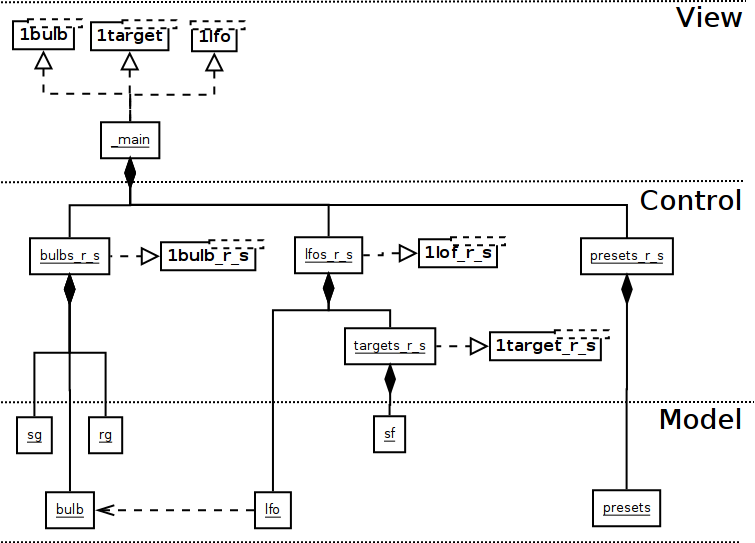 View
1bulb
1target
1lfo
_main
Control
bulbs_r_s
1bulb_r_s
lfos_r_s
1lof_r_s
presets_r_s
targets_r_s
1target_r_s
Model
sg
rg
sf
bulb
lfo
presets